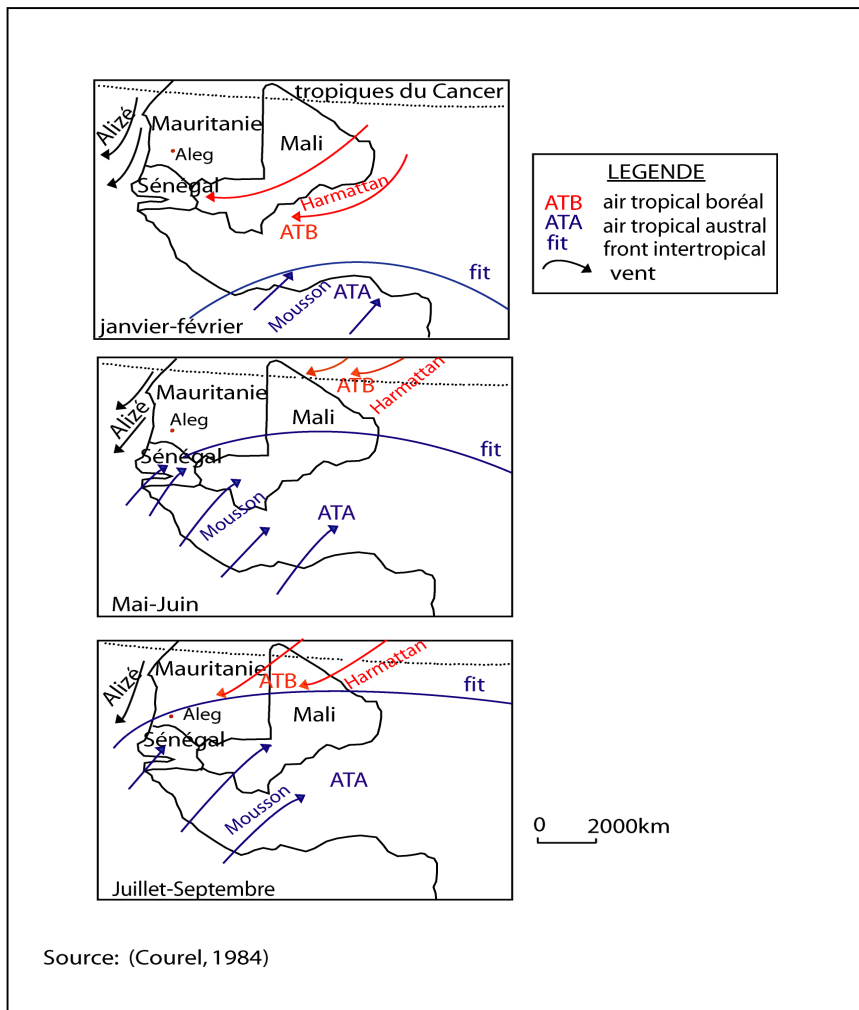 tropiques du Cancer
Alizé
Mauritanie
Mali
Aleg
Sénégal
Harmattan
ATB
fit
ATA
Mousson
janvier-février
LEGENDE
ATB air tropical boréal
ATA air tropical austral
fit front intertropical
vent
ATB
Mauritanie
Harmattan
Alizé
Aleg
Mali
fit
Sénégal
Mousson
ATA
Mai-Juin
Mauritanie
Harmattan
Alizé
ATB
fit
Aleg
Mali
Sénégal
ATA
Mousson
Juillet-Septembre
0 2000km
Source: (Courel, 1984)